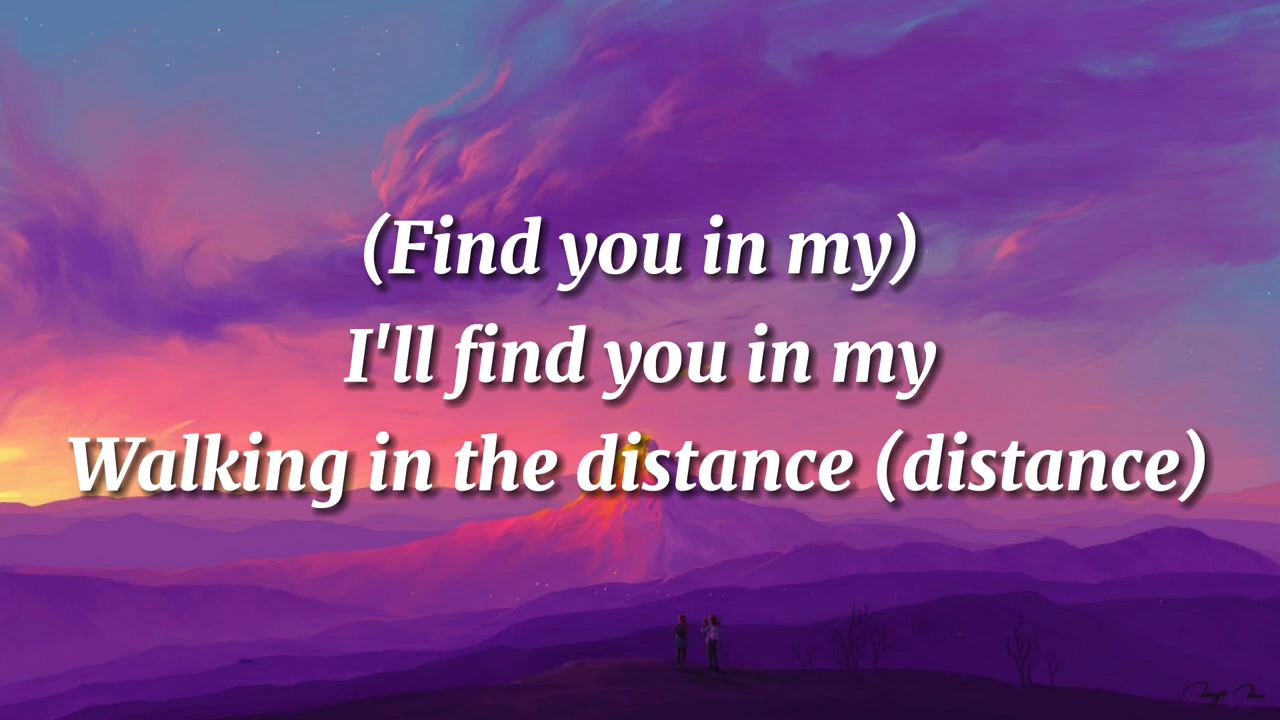 (Find you in my)
I'll find you in my
Walking in the distance (distance)